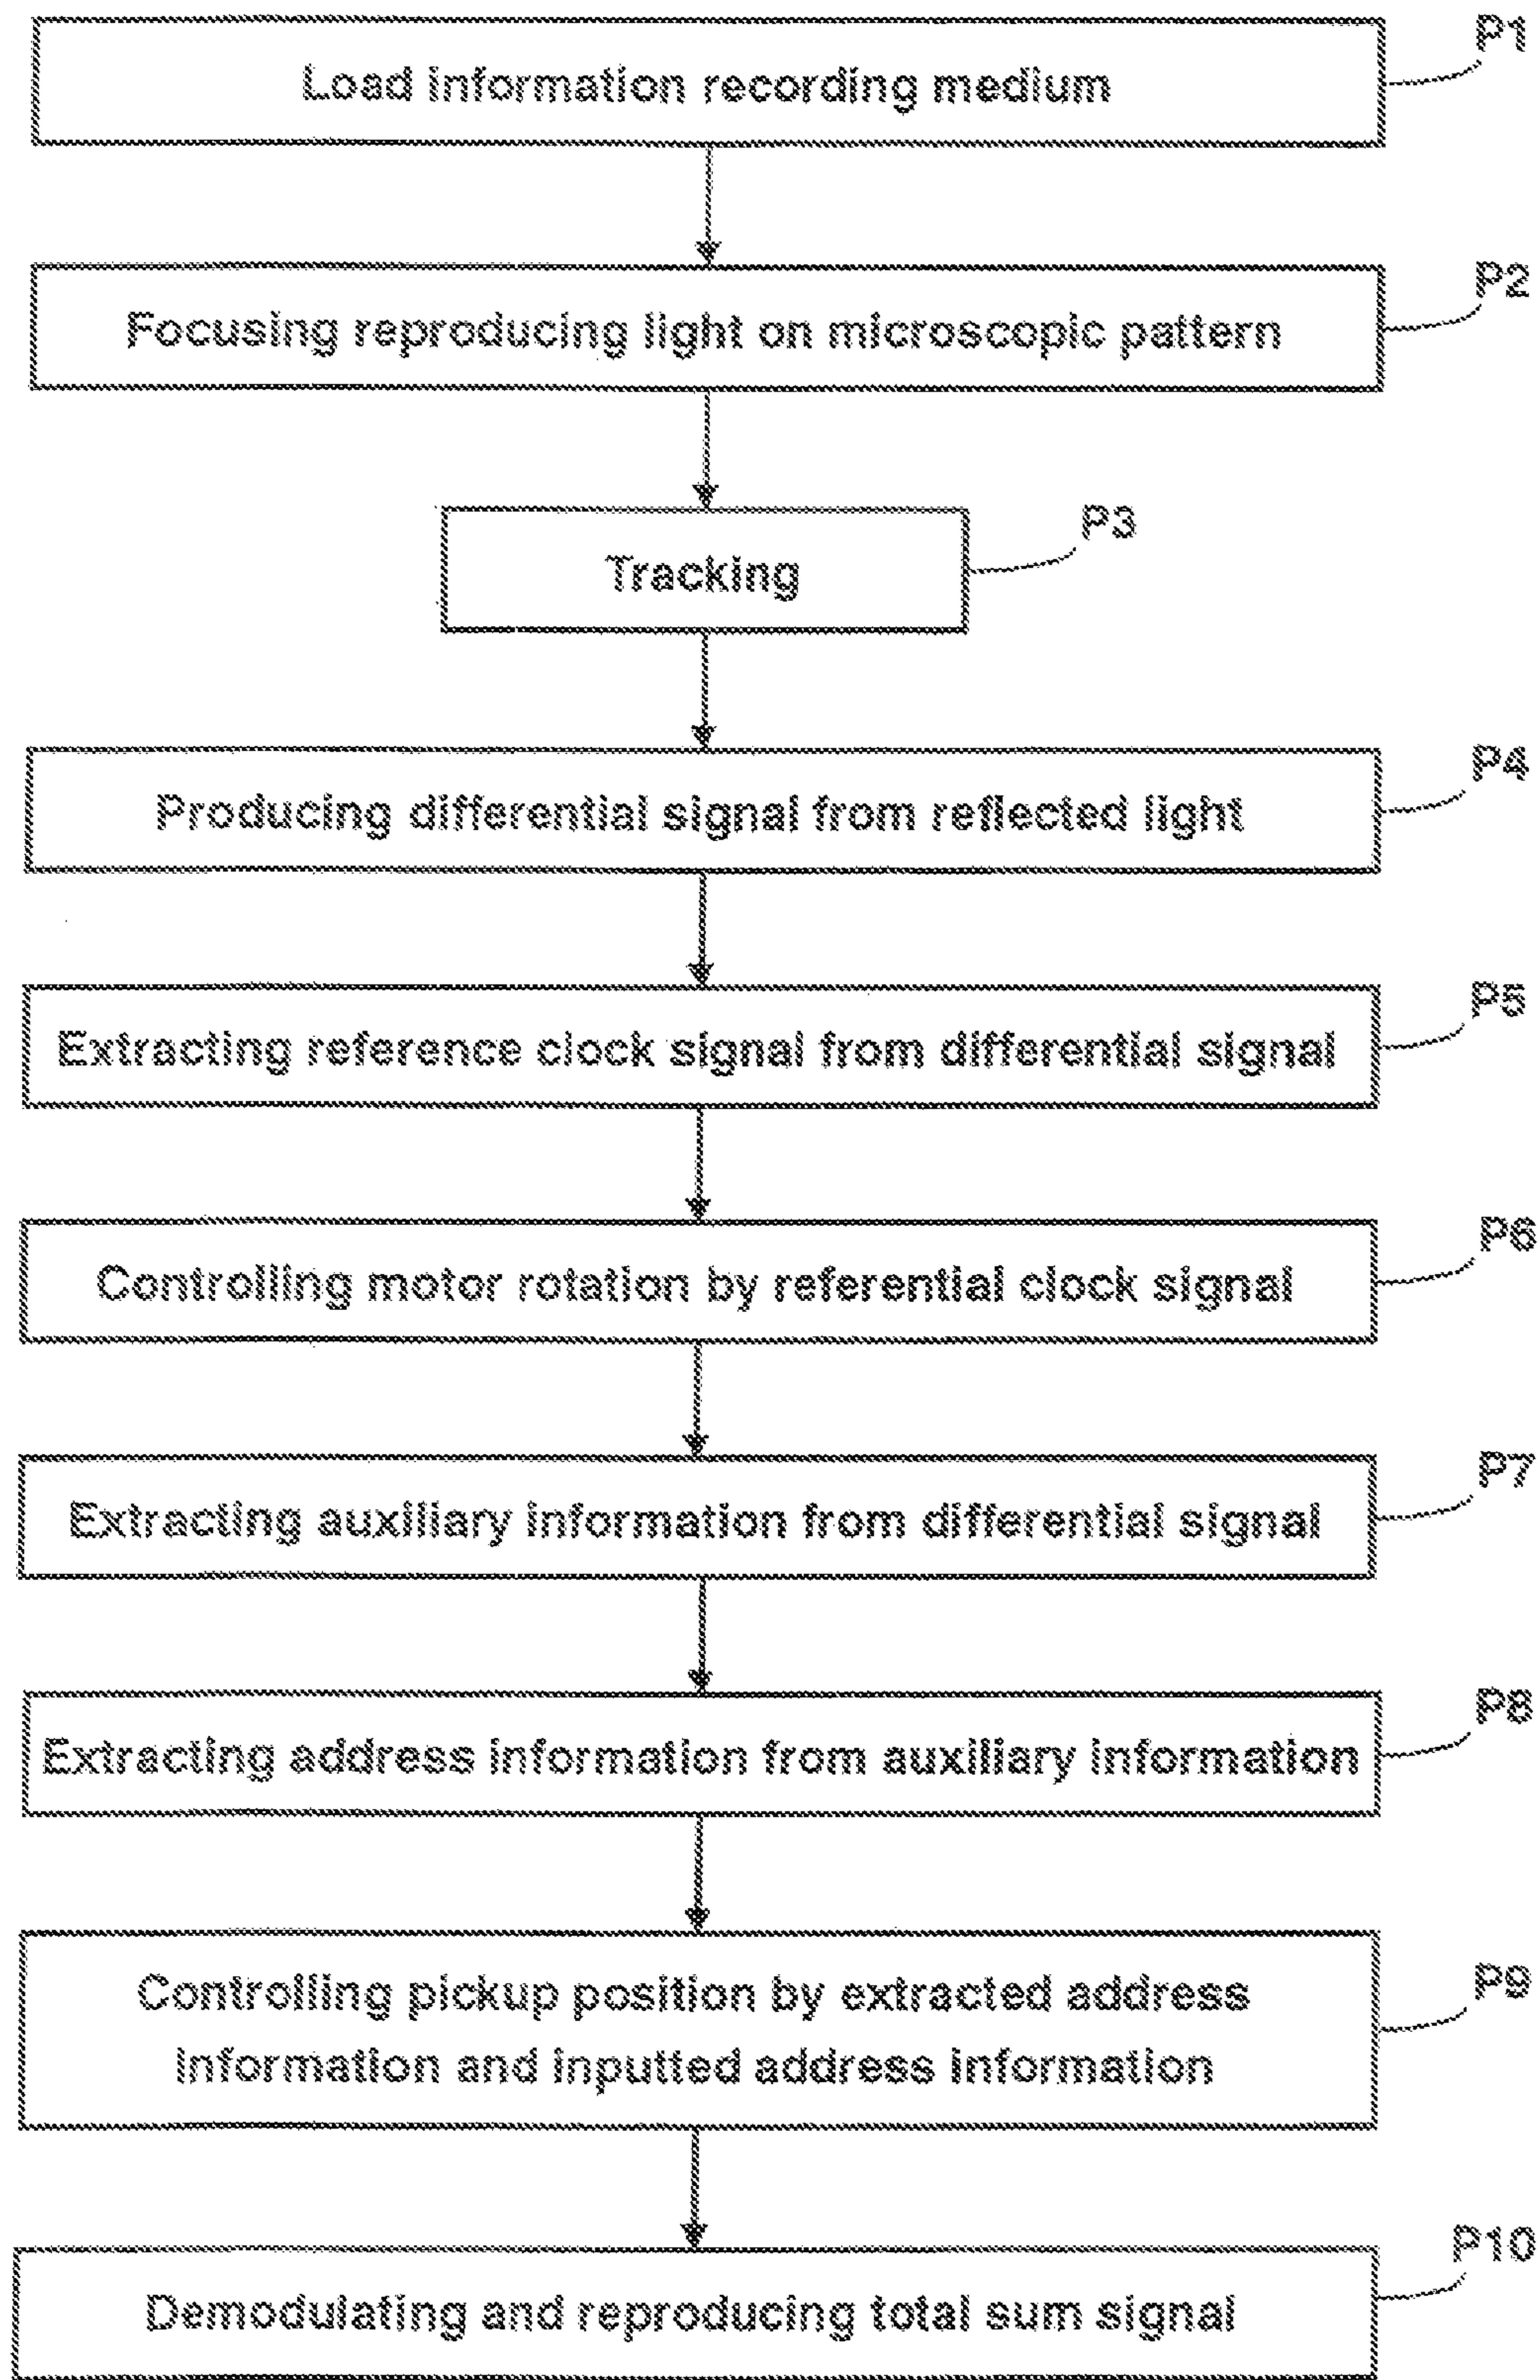 P1
Load information recording medium
P2
Focusing reproducing light on microscopic pattern
P3
Tracking
P4
Producing differential signal from reflected light
P5
Extracting reference clock signal from differential signal
P6
Controlling motor rotation by referential clock signal
P7
Extracting auxiliary information from differential signal
P8
Extracting address information from auxiliary information
P9
Controlling pickup position by extracted address
information and inputted address information
P10
Demodulating and reproducing total sum signal